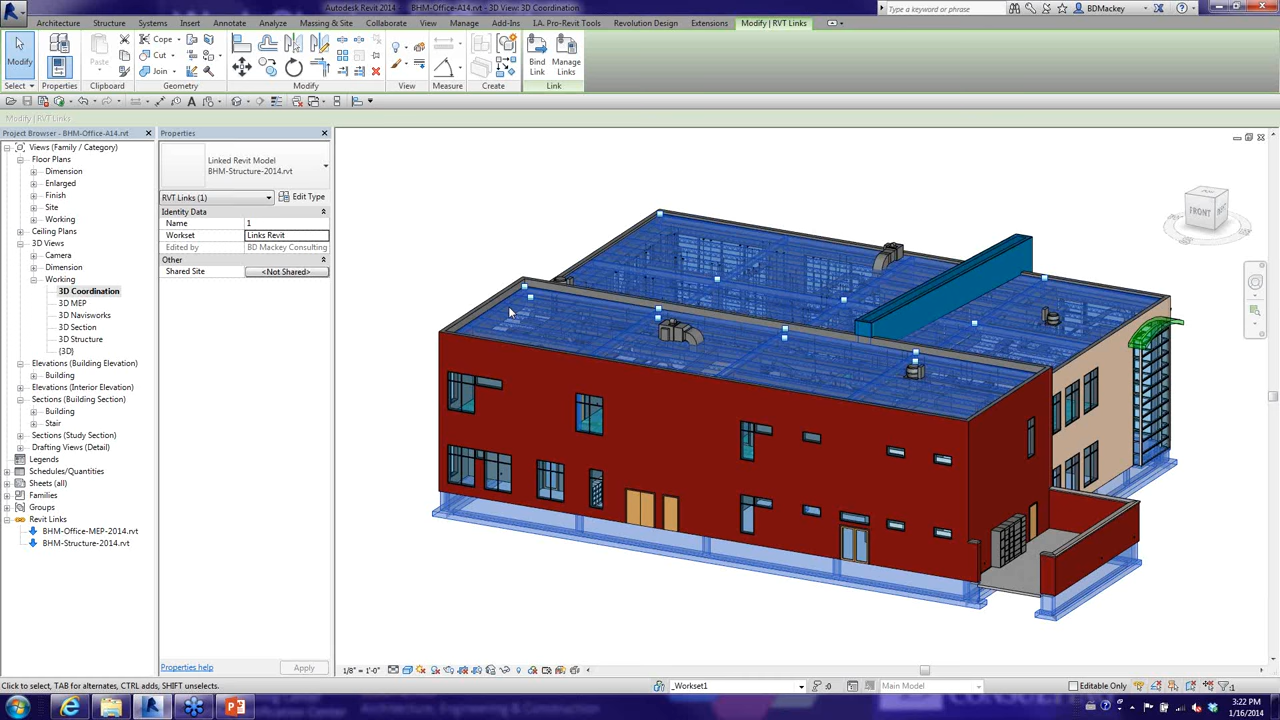 Autodesk Revit 2014 - BHM-Office-A14.rvt - 3D View: 3D Coordination
Type a keyword or phrase
BDMackey
Architecture Structure Systems Insert Annotate Analyze Massing & Site Collaborate View Manage Add-Ins I.A. Pro-Revit Tools Revolution Design Extensions Modify | RVT Links
Modify
Paste
Cope
Cut
Join
Bind Link
Manage Links
Select Properties Clipboard Geometry Modify View Measure Create Link
Modify | RVT Links
Project Browser - BHM-Office-A14.rvt
Views (Family / Category)
Floor Plans
Dimension
Enlarged
Finish
Site
Working
Ceiling Plans
3D Views
Camera
Dimension
Working
3D Coordination
3D MEP
3D Navisworks
3D Section
3D Structure
{3D}
Elevations (Building Elevation)
Building
Elevations (Interior Elevation)
Sections (Building Section)
Building
Stair
Sections (Study Section)
Drafting Views (Detail)
Legends
Schedules/Quantities
Sheets (all)
Families
Groups
Revit Links
BHM-Office-MEP-2014.rvt
BHM-Structure-2014.rvt
Properties
Linked Revit Model
BHM-Structure-2014.rvt
RVT Links (1)
Edit Type
Identity Data
Name 1
Workset Links Revit
Edited by BD Mackey Consulting
Other
Shared Site <Not Shared>
Properties help
Apply
FRONT
1/8" = 1'-0"
Click to select, TAB for alternates, CTRL adds, SHIFT unselects.
_Workset1
:0
Main Model
Editable Only
:1
3:22 PM
1/16/2014